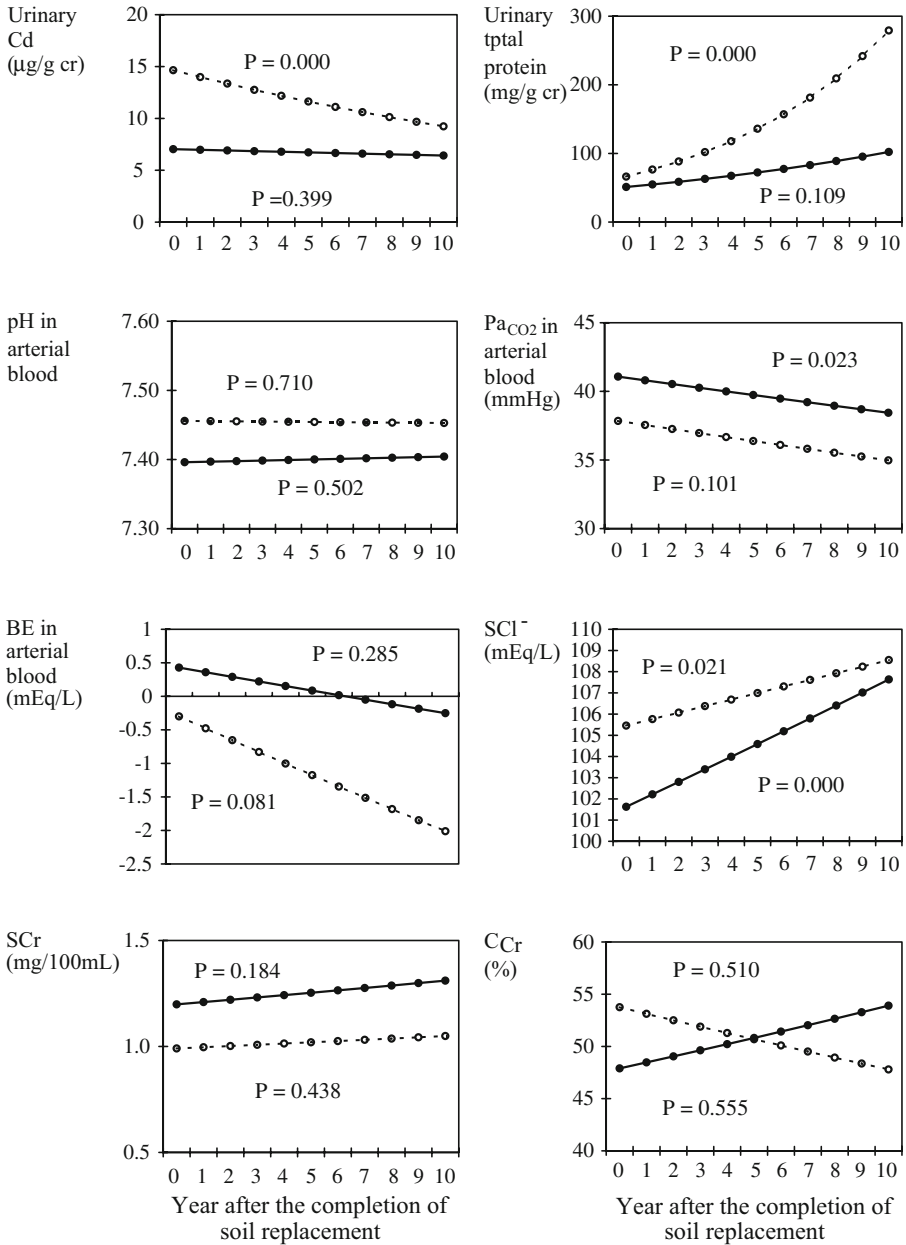 Urinary
Cd
(μg/g cr)
20
15
10
5
0
P = 0.000
P =0.399
0 1 2 3 4 5 6 7 8 9 10
Urinary
tptal
protein
(mg/g cr)
300
200
100
0
P = 0.000
P = 0.109
0 1 2 3 4 5 6 7 8 9 10
pH in
arterial
blood
7.60
7.50
7.40
7.30
P = 0.710
P = 0.502
0 1 2 3 4 5 6 7 8 9 10
PaCO2 in
arterial
blood
(mmHg)
45
40
35
30
P = 0.023
P = 0.101
0 1 2 3 4 5 6 7 8 9 10
BE in
arterial
blood
(mEq/L)
1
0.5
0
-0.5
-1
-1.5
-2
-2.5
P = 0.285
P = 0.081
SCl-
(mEq/L)
110
109
108
107
106
105
104
103
102
101
100
P = 0.021
P = 0.000
0 1 2 3 4 5 6 7 8 9 10
SCr
(mg/100mL)
1.5
1.0
0.5
P = 0.184
P = 0.438
0 1 2 3 4 5 6 7 8 9 10
Year after the completion of
soil replacement
CCr
(%)
60
55
50
45
40
P = 0.510
P = 0.555
0 1 2 3 4 5 6 7 8 9 10
Year after the completion of
soil replacement